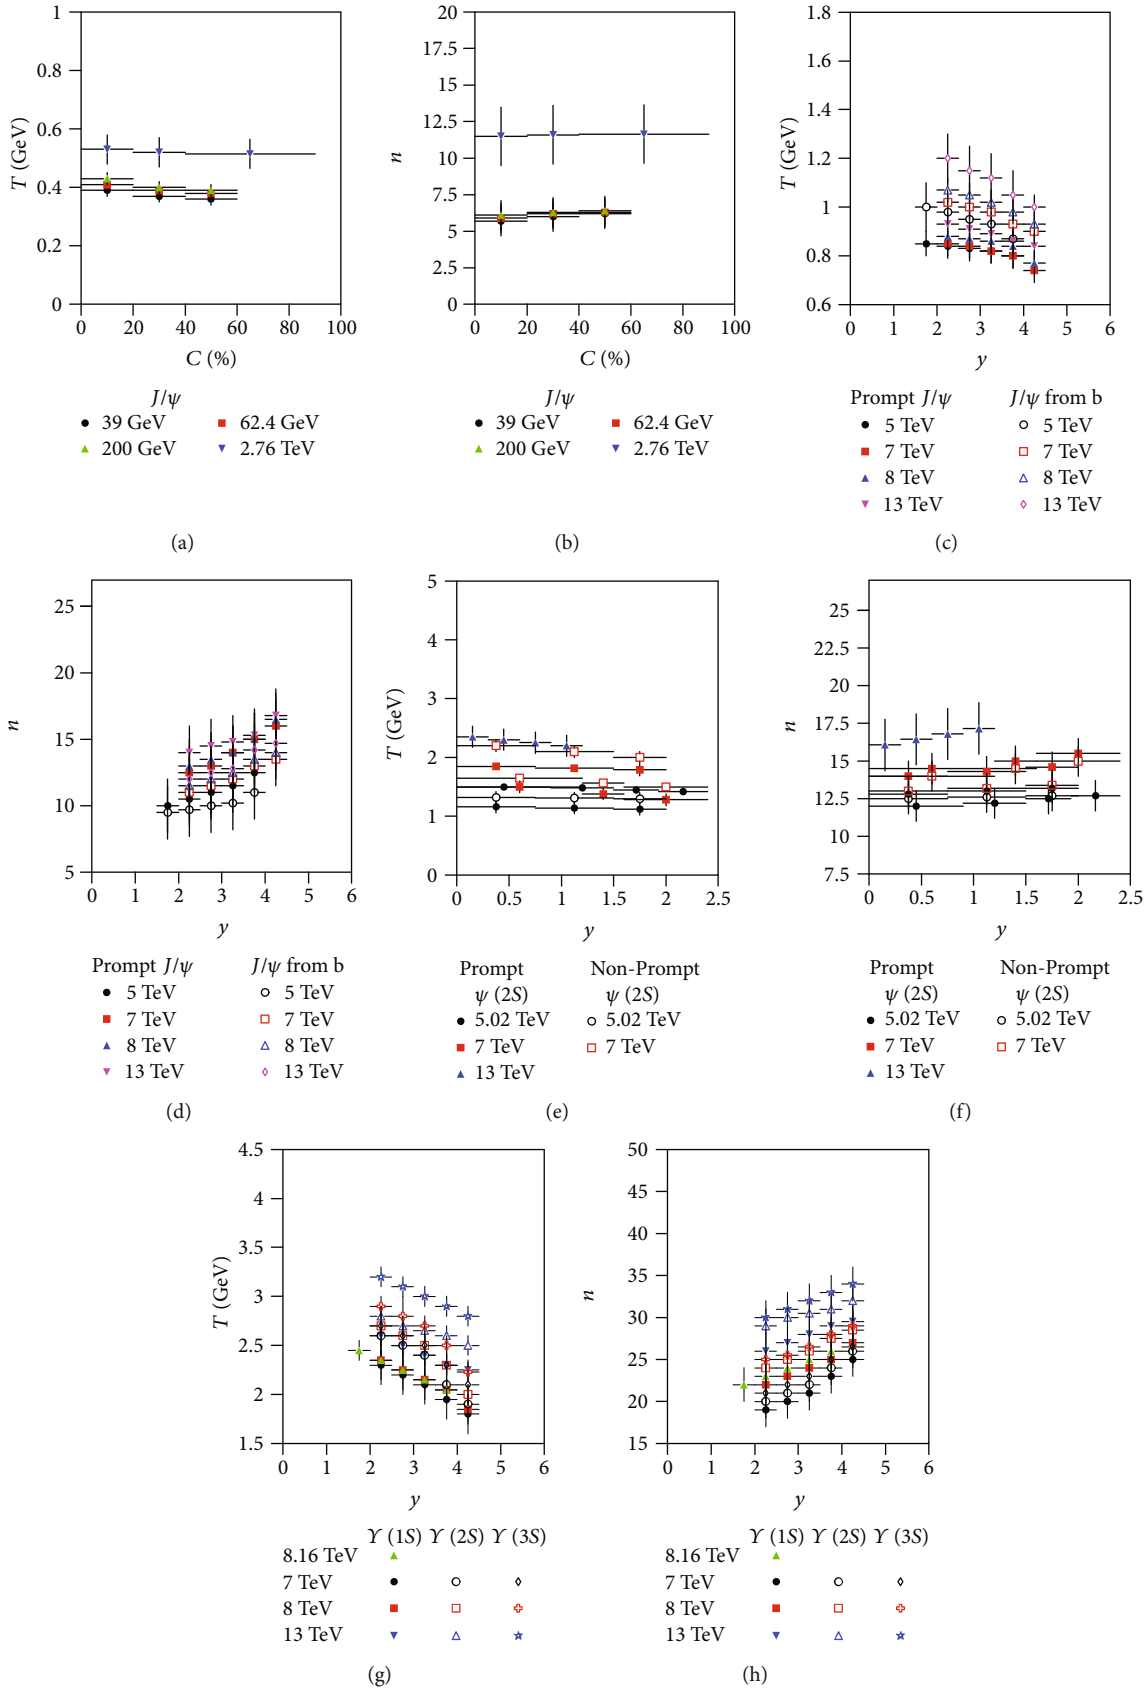 1
0.8
0.6
0.4
0.2
0
T (GeV)
0 20 40 60 80 100
C (%)
J/ψ
39 GeV 62.4 GeV
200 GeV 2.76 TeV
(a)
20
17.5
15
12.5
10
7.5
5
2.5
0
n
0 20 40 60 80 100
C (%)
J/ψ
39 GeV 62.4 GeV
200 GeV 2.76 TeV
(b)
1.8
1.6
1.4
1.2
1
0.8
0.6
T (GeV)
0 1 2 3 4 5 6
y
Prompt J/ψ J/ψ from b
5 TeV 5 TeV
7 TeV 7 TeV
8 TeV 8 TeV
13 TeV 13 TeV
(c)
25
20
15
10
5
n
0 1 2 3 4 5 6
y
Prompt J/ψ J/ψ from b
5 TeV 5 TeV
7 TeV 7 TeV
8 TeV 8 TeV
13 TeV 13 TeV
(d)
5
4
3
2
1
0
T (GeV)
0.5 1 1.5 2 2.5
y
Prompt Non-Prompt
ψ (2S) ψ (2S)
5.02 TeV 5.02 TeV
7 TeV 7 TeV
13 TeV
(e)
25
22.5
20
17.5
15
12.5
10
7.5
n
0 0.5 1 1.5 2 2.5
y
Prompt Non-Prompt
ψ (2S) ψ (2S)
5.02 TeV 5.02 TeV
7 TeV 7 TeV
13 TeV
(f)
4.5
4
3.5
3
2.5
2
1.5
T (GeV)
0 1 2 3 4 5 6
y
ϒ (1S) ϒ (2S) ϒ (3S)
8.16 TeV
7 TeV
8 TeV
13 TeV
(g)
50
45
40
35
30
25
20
15
n
0 1 2 3 4 5 6
y
ϒ (1S) ϒ (2S) ϒ (3S)
8.16 TeV
7 TeV
8 TeV
13 TeV
(h)